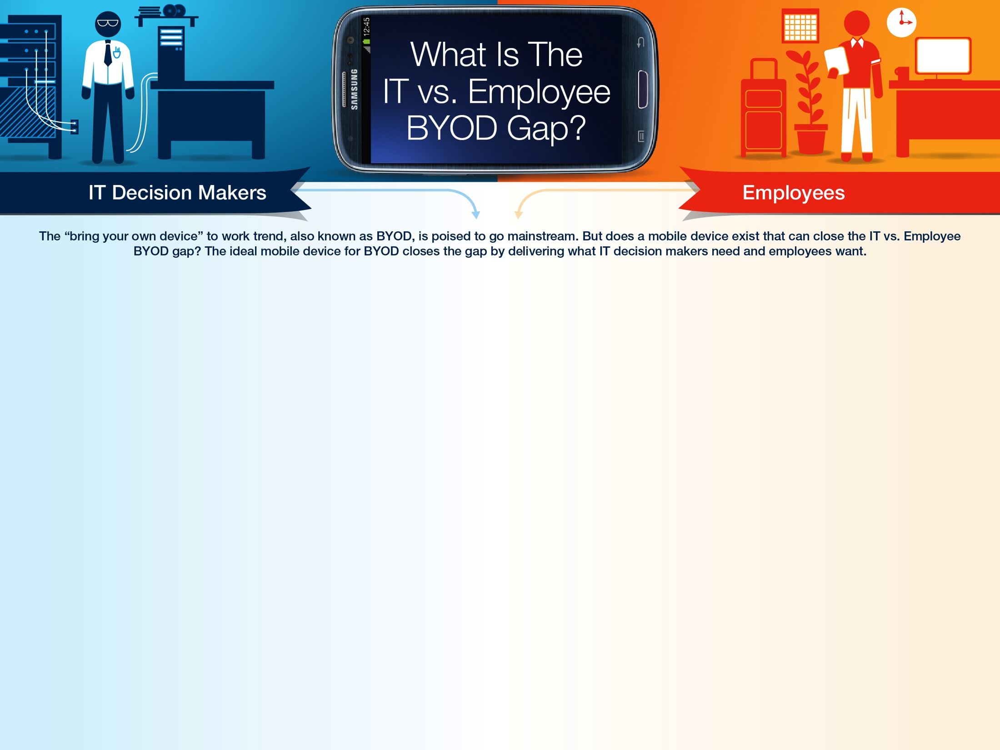 12:45
SAMSUNG
What Is The
IT vs. Employee
BYOD Gap?
IT Decision Makers
Employees
The “bring your own device” to work trend, also known as BYOD, is poised to go mainstream. But does a mobile device exist that can close the IT vs. Employee
BYOD gap? The ideal mobile device for BYOD closes the gap by delivering what IT decision makers need and employees want.